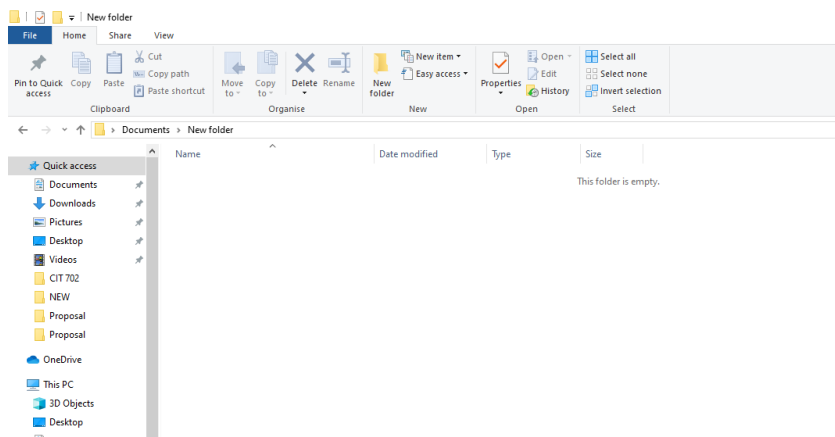 New folder
File Home Share View
Pin to Quick access
Copy
Paste
Cut
Copy path
Paste shortcut
Clipboard
Move to
Copy to
Delete
Rename
Organise
New folder
New item
Easy access
New
Properties
Open
Edit
History
Open
Select all
Select none
Invert selection
Select
Documents New folder
Name Date modified Type Size
This folder is empty.
Quick access
Documents
Downloads
Pictures
Desktop
Videos
CIT 702
NEW
Proposal
Proposal
OneDrive
This PC
3D Objects
Desktop